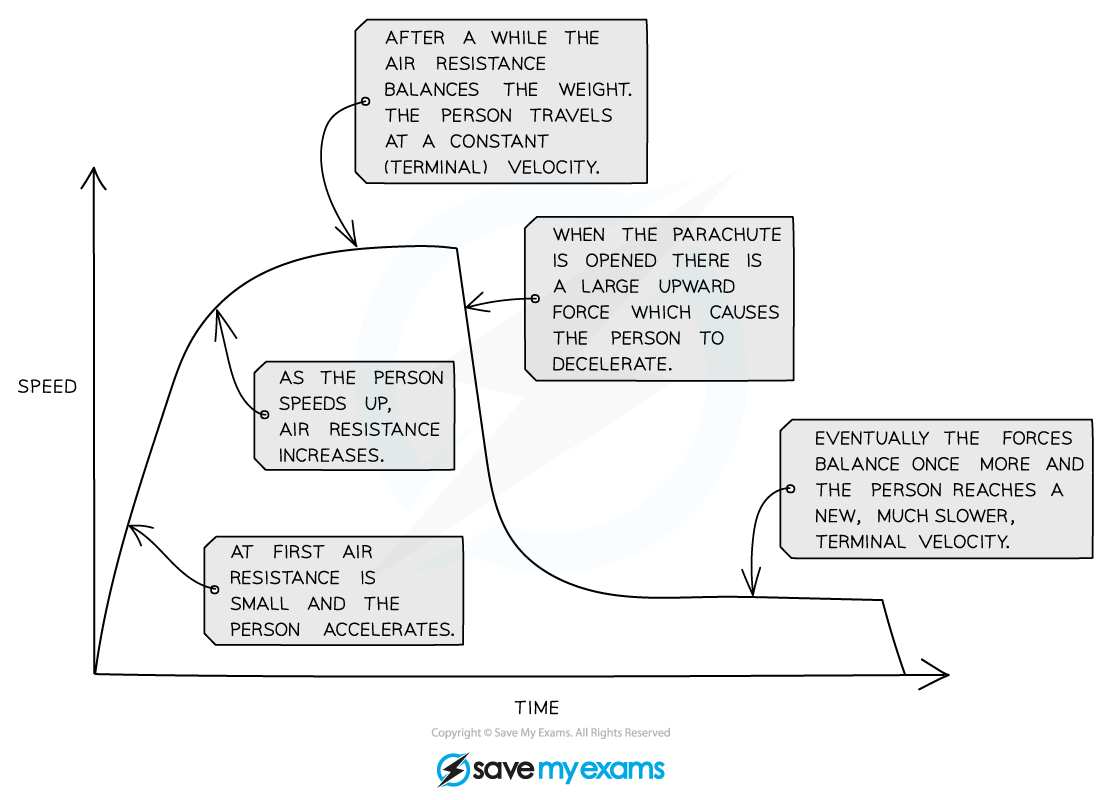 AFTER A WHILE THE
AIR RESISTANCE
BALANCES THE WEIGHT.
THE PERSON TRAVELS
AT A CONSTANT
(TERMINAL) VELOCITY.
WHEN THE PARACHUTE
IS OPENED THERE IS
A LARGE UPWARD
FORCE WHICH CAUSES
THE PERSON TO
DECELERATE.
SPEED
AS THE PERSON
SPEEDS UP,
AIR RESISTANCE
INCREASES.
EVENTUALLY THE FORCES
BALANCE ONCE MORE AND
THE PERSON REACHES A
NEW, MUCH SLOWER,
TERMINAL VELOCITY.
AT FIRST AIR
RESISTANCE IS
SMALL AND THE
PERSON ACCELERATES.
TIME
Copyright © Save My Exams. All Rights Reserved
save my exams